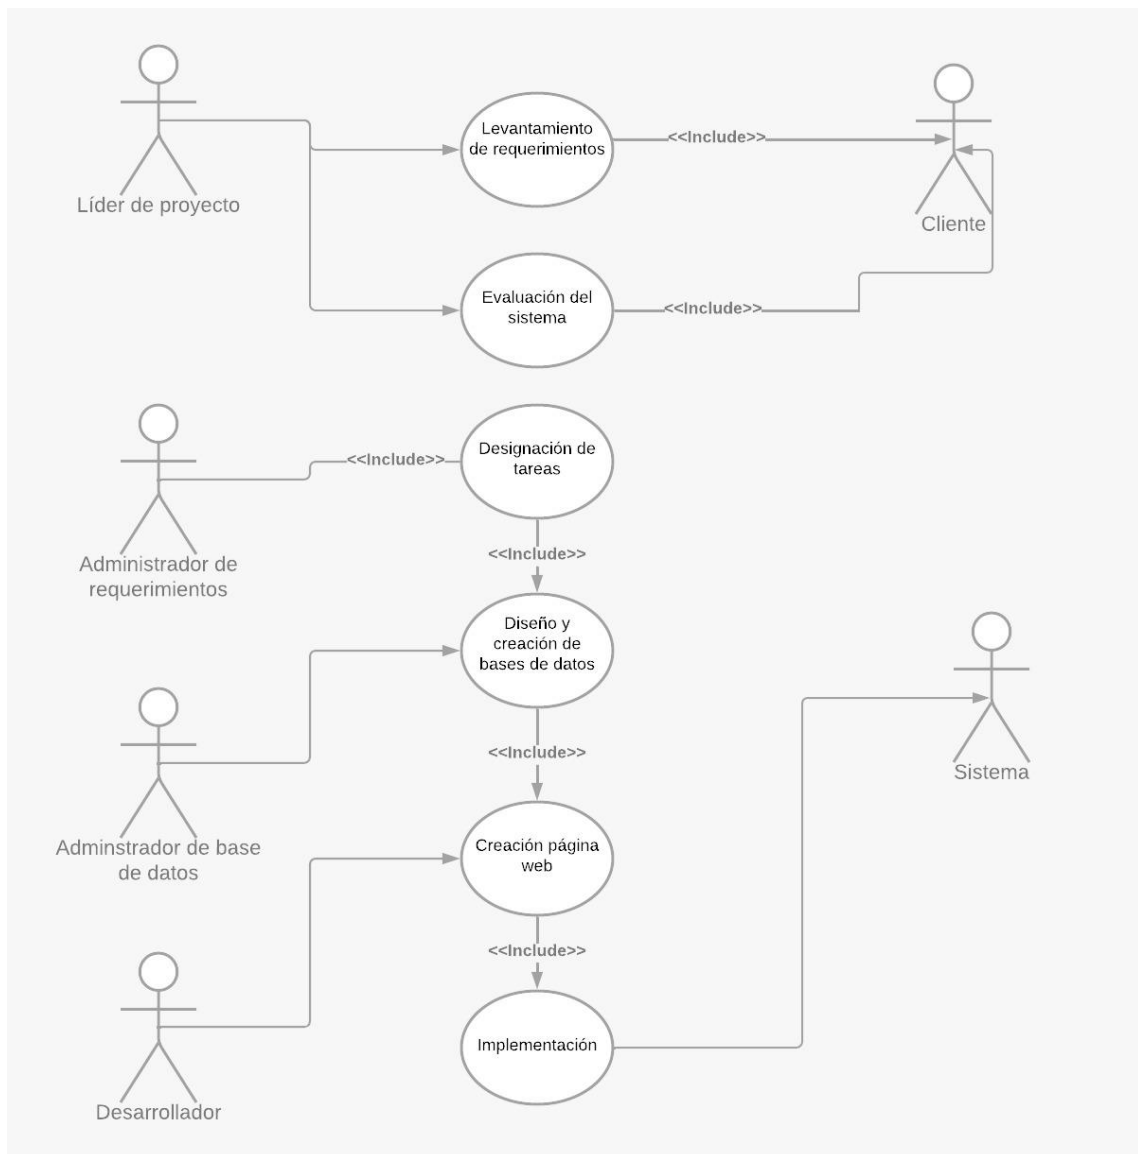 Levantamiento
de requerimientos
<<Include>>
Líder de proyecto
Cliente
Evaluación del
sistema
<<Include>>
Designación de
tareas
<<Include>>
<<Include>>
Administrador de
requerimientos
Diseño y
creación de
bases de datos
<<Include>>
Sistema
Adminstrador de base
de datos
Creación página
web
<<Include>>
Implementación
Desarrollador